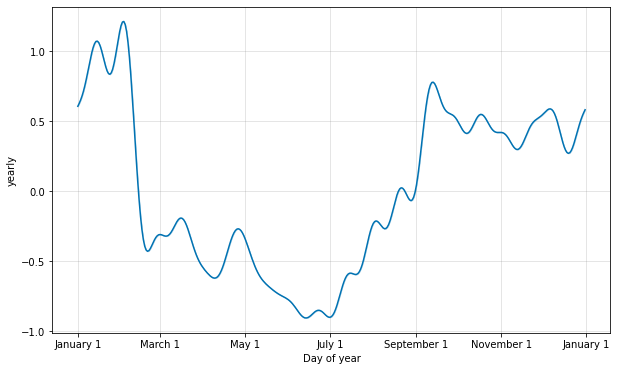 1.0
0.5
0.0
−0.5
−1.0
yearly
January 1
March 1
May 1
July 1
September 1
November 1
January 1
Day of year